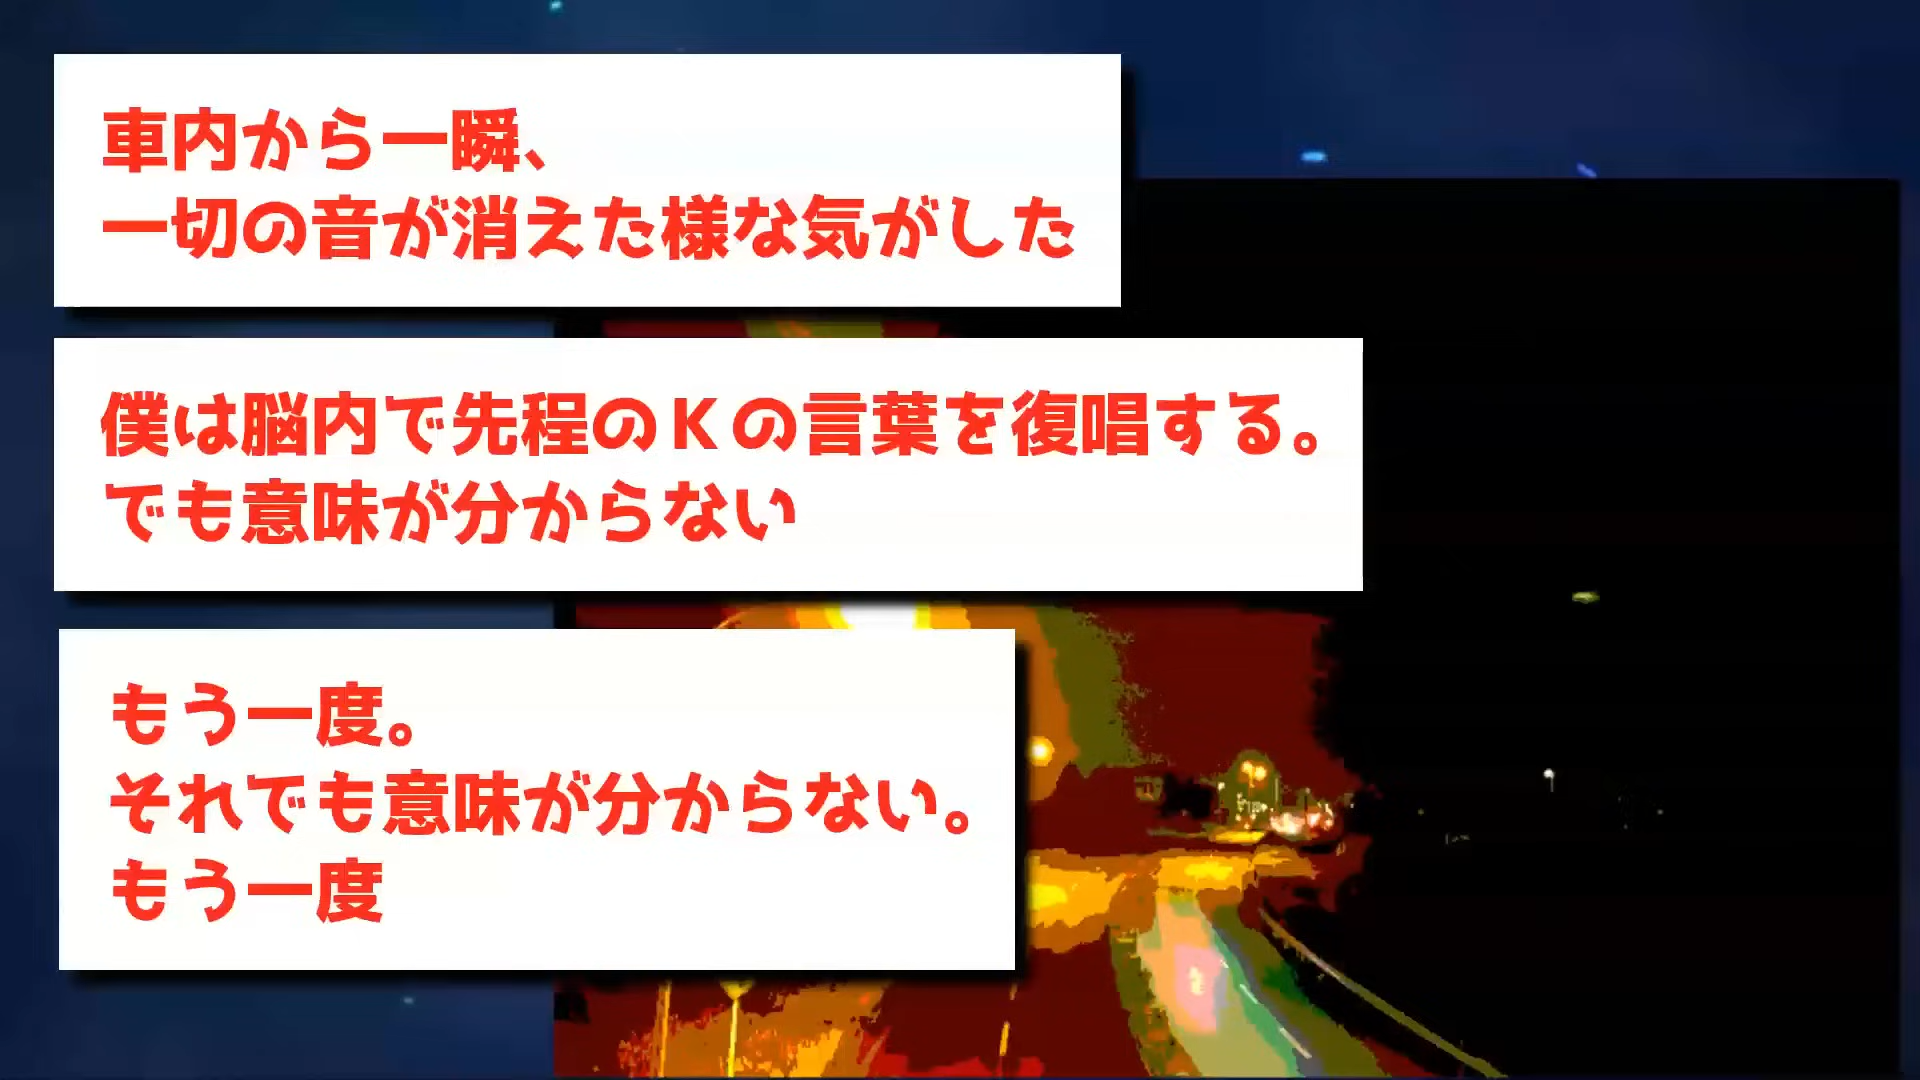 車内から一瞬、
一切の音が消えた様な気がした
僕は脳内で先程のＫの言葉を復唱する。
でも意味が分からない
もう一度。
それでも意味が分からない。
もう一度